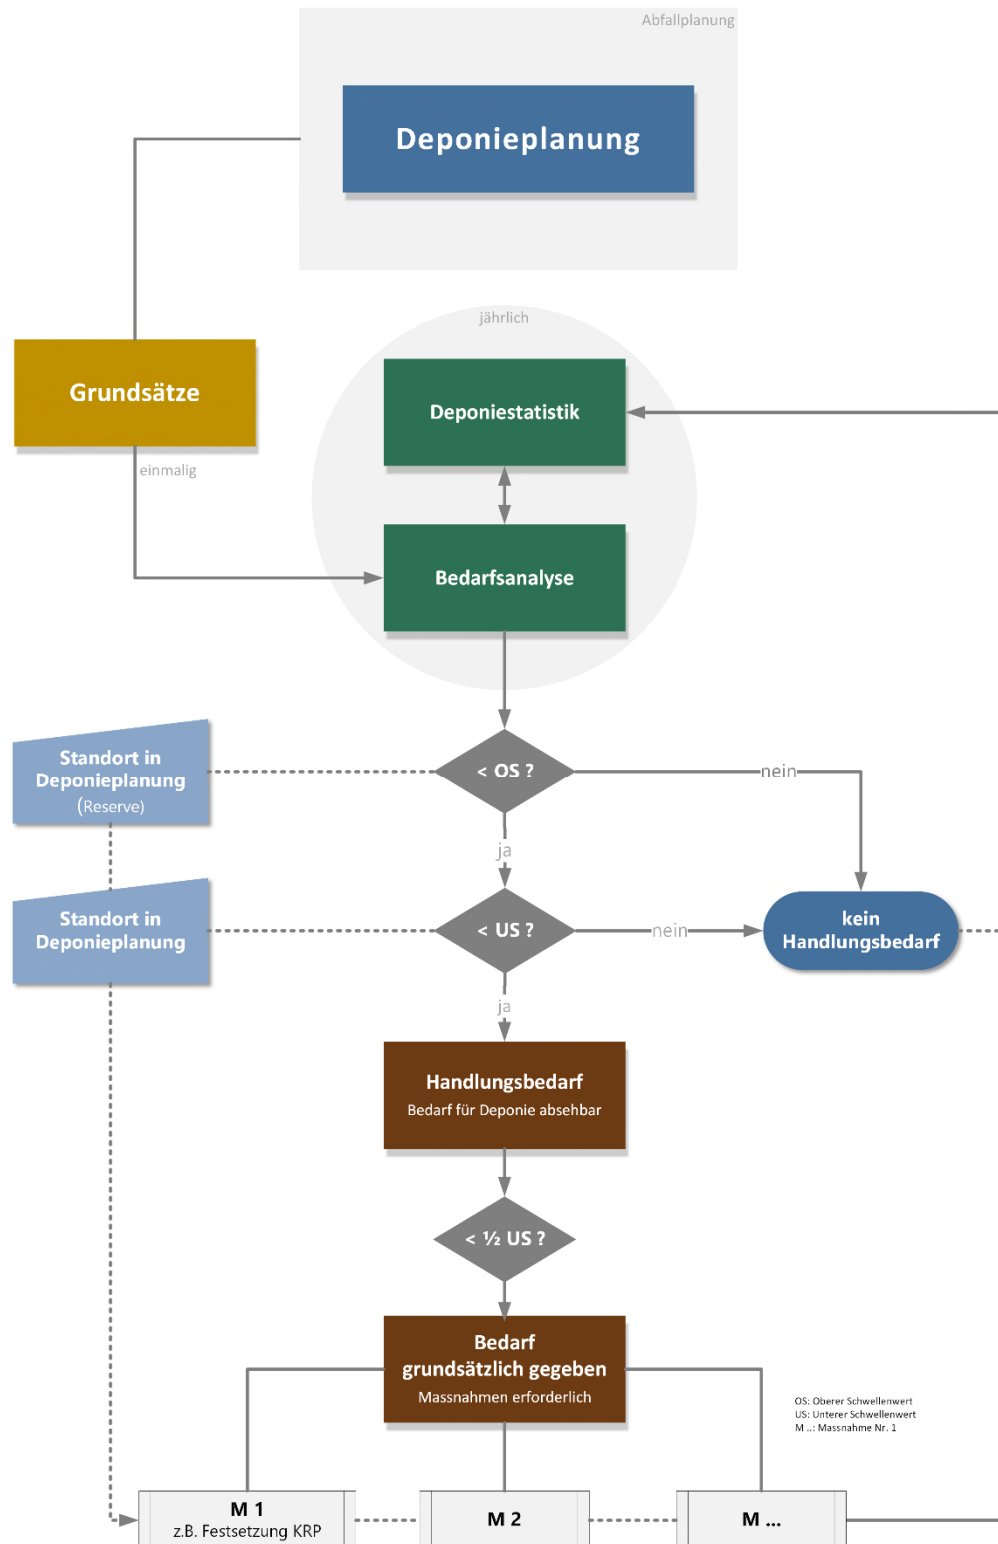 Abfallplanung
Deponieplanung
jährlich
Grundsätze
Deponiestatistik
einmalig
Bedarfsanalyse
Standort in
Deponieplanung
(Reserve)
< OS ?
nein
ja
Standort in
Deponieplanung
< US ?
nein
kein
Handlungsbedarf
ja
Handlungsbedarf
Bedarf für Deponie absehbar
< ½ US ?
Bedarf
grundsätzlich gegeben
Massnahmen erforderlich
OS: Oberer Schwellenwert
US: Unterer Schwellenwert
M ..: Massnahme Nr. 1
M 1
z.B. Festsetzung KRP
M 2
M ...